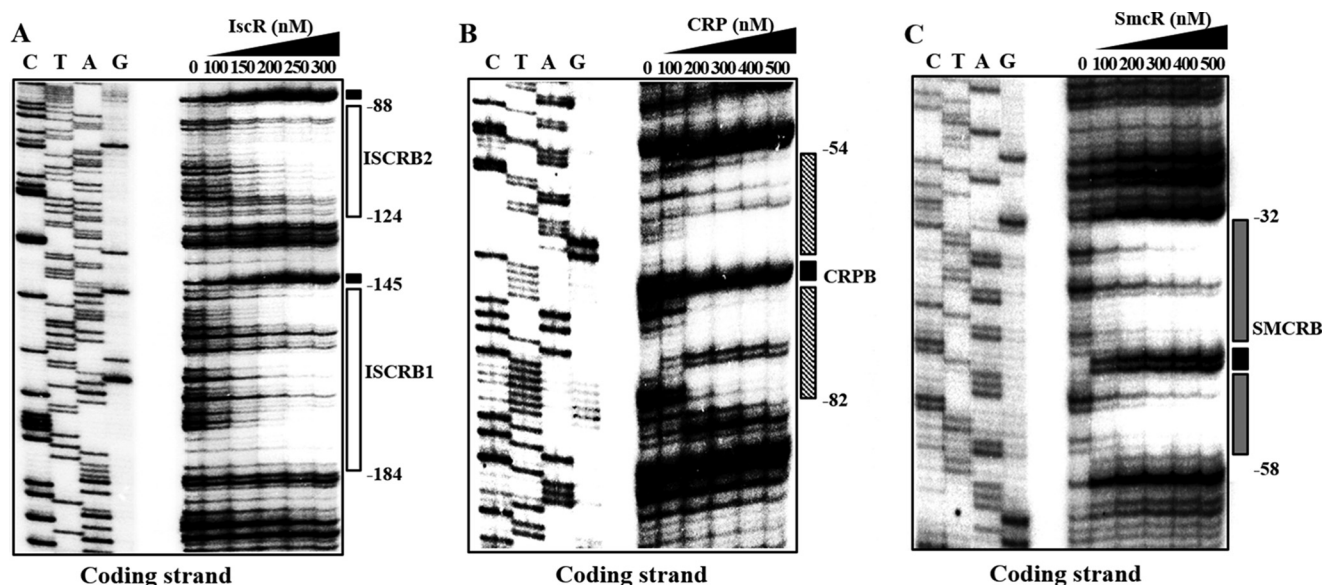 A
IscR (nM)
C T A G
0 100 150 200 250 300
-88
ISCRB2
-124
-145
ISCRB1
-184
Coding strand
B
CRP (nM)
C T A G
0 100 200 300 400 500
-54
CRPB
-82
Coding strand
C
SmcR (nM)
C T A G
0 100 200 300 400 500
-32
SMCRB
-58
Coding strand